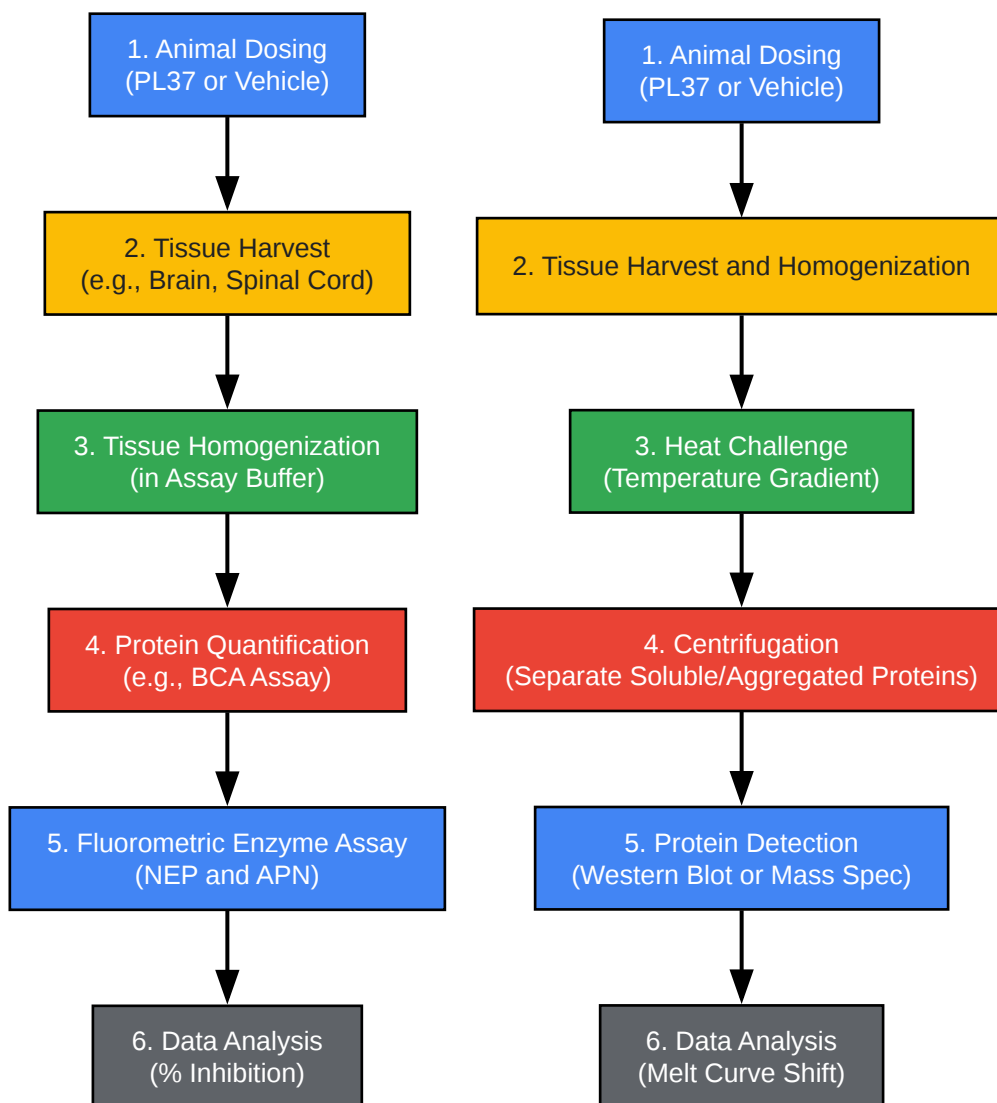 1. Animal Dosing
(PL37 or Vehicle)
2. Tissue Harvest
(e.g., Brain, Spinal Cord)
3. Tissue Homogenization
(in Assay Buffer)
4. Protein Quantification
(e.g., BCA Assay)
5. Fluorometric Enzyme Assay
(NEP and APN)
6. Data Analysis
(% Inhibition)
1. Animal Dosing
(PL37 or Vehicle)
2. Tissue Harvest and Homogenization
3. Heat Challenge
(Temperature Gradient)
4. Centrifugation
(Separate Soluble/Aggregated Proteins)
5. Protein Detection
(Western Blot or Mass Spec)
6. Data Analysis
(Melt Curve Shift)